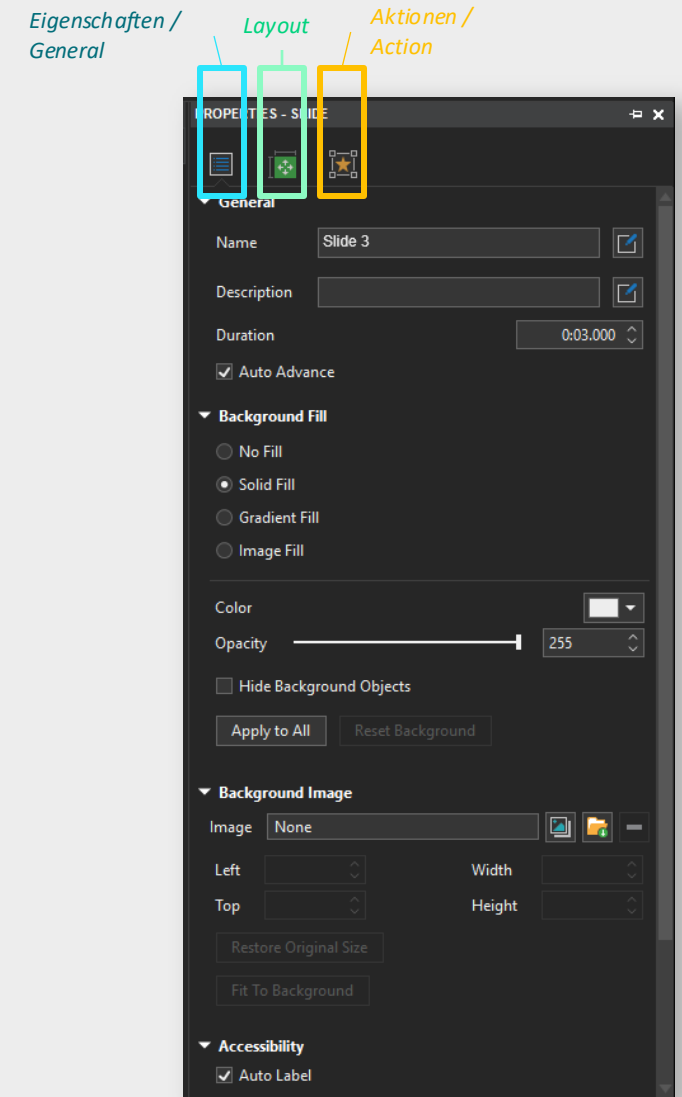 Eigenschaften /
General
Layout
Aktionen /
Action
PROPERTIES - SLIDE
General
Name Slide 3
Description
Duration 0:03.000
Auto Advance
Background Fill
No Fill
Solid Fill
Gradient Fill
Image Fill
Color
Opacity 255
Hide Background Objects
Apply to All Reset Background
Background Image
Image None
Left Width
Top Height
Restore Original Size
Fit To Background
Accessibility
Auto Label